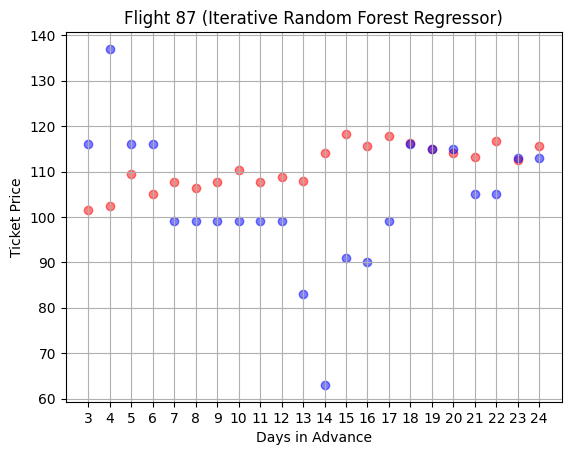 Flight 87 (Iterative Random Forest Regressor)
140
130
120
110
100
90
80
70
60
Ticket Price
3 4 5 6 7 8 9 10 11 12 13 14 15 16 17 18 19 20 21 22 23 24
Days in Advance